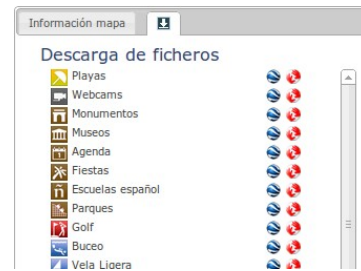 Información mapa
Descarga de ficheros
Playas
Webcams
Monumentos
Museos
Agenda
Fiestas
Escuelas español
Parques
Golf
Buceo
Vela Ligera